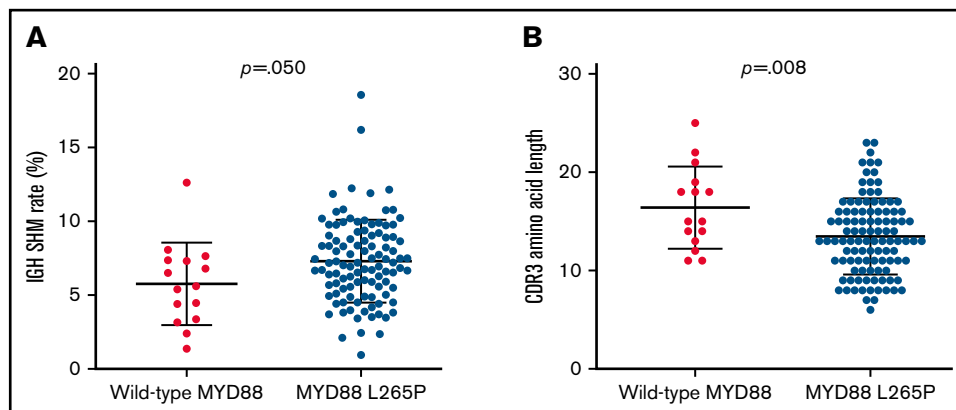 A
IGH SHM rate (%)
20
15
10
5
0
p=.050
Wild-type MYD88
MYD88 L265P
B
CDR3 amino acid length
30
20
10
0
p=.008
Wild-type MYD88
MYD88 L265P